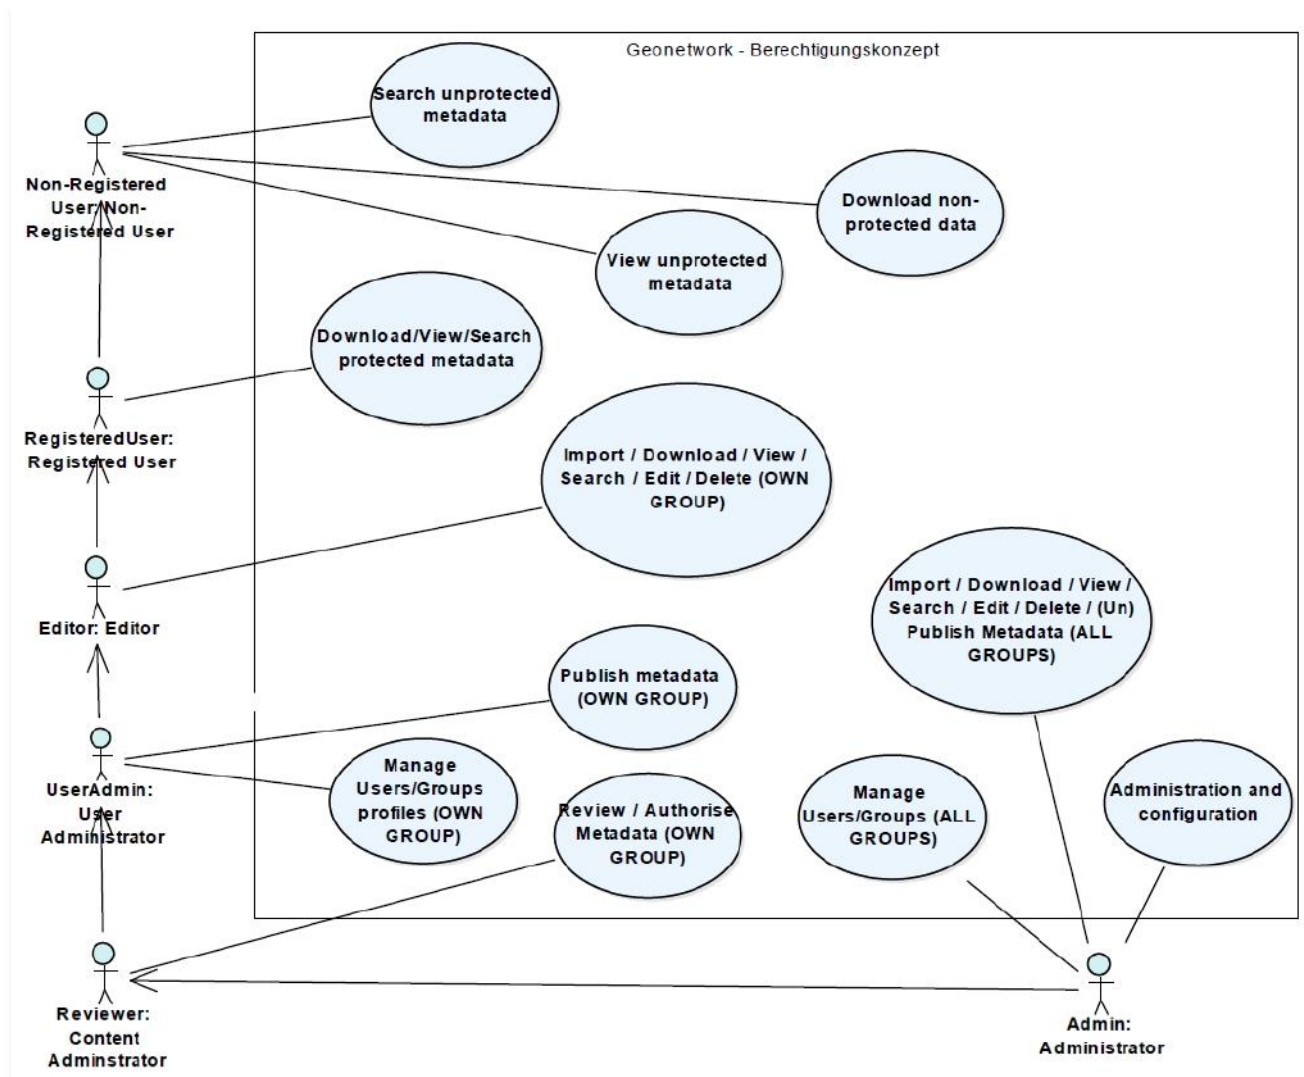 Geonetwork - Berechtigungskonzept
Search unprotected
metadata
Non-Registered
User: Non-
Registered User
Download non-
protected data
View unprotected
metadata
Download/View/Search
protected metadata
RegisteredUser:
Registered User
Import / Download / View /
Search / Edit / Delete (OWN
GROUP)
Editor: Editor
Import / Download / View /
Search / Edit / Delete / (Un)
Publish Metadata (ALL
GROUPS)
Publish metadata
(OWN GROUP)
UserAdmin:
User
Administrator
Manage
Users/Groups
profiles (OWN
GROUP)
Review / Authorise
Metadata (OWN
GROUP)
Manage
Users/Groups (ALL
GROUPS)
Administration and
configuration
Reviewer:
Content
Adminstrator
Admin:
Administrator